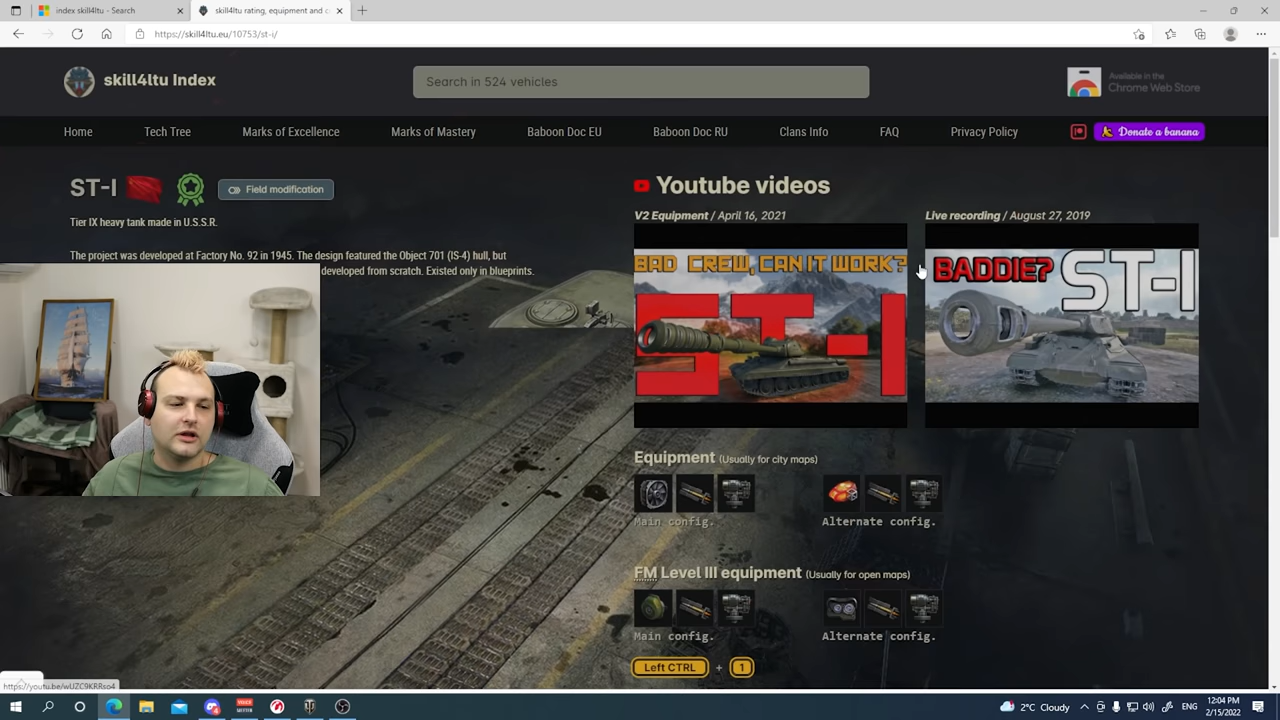 index skill4ltu - Search
skill4ltu rating, equipment and c
https://skill4ltu.eu/10753/st-i/
skill4ltu Index
Search in 524 vehicles
Available in the
Chrome Web Store
Home
Tech Tree
Marks of Excellence
Marks of Mastery
Baboon Doc EU
Baboon Doc RU
Clans Info
FAQ
Privacy Policy
Donate a banana
ST-I
Field modification
Tier IX heavy tank made in U.S.S.R.
The project was developed at Factory No. 92 in 1945. The design featured the Object 701 (IS-4) hull, but
developed from scratch. Existed only in blueprints.
Youtube videos
V2 Equipment / April 16, 2021
Live recording / August 27, 2019
BAD CREW, CAN IT WORK?
ST-I
BADDIE? ST-I
Equipment (Usually for city maps)
Main config.
Alternate config.
FM Level III equipment (Usually for open maps)
Main config.
Alternate config.
Left CTRL + 1
https://youtu.be/wUZC9KRRso4
2°C Cloudy
ENG
12:04 PM
2/15/2022